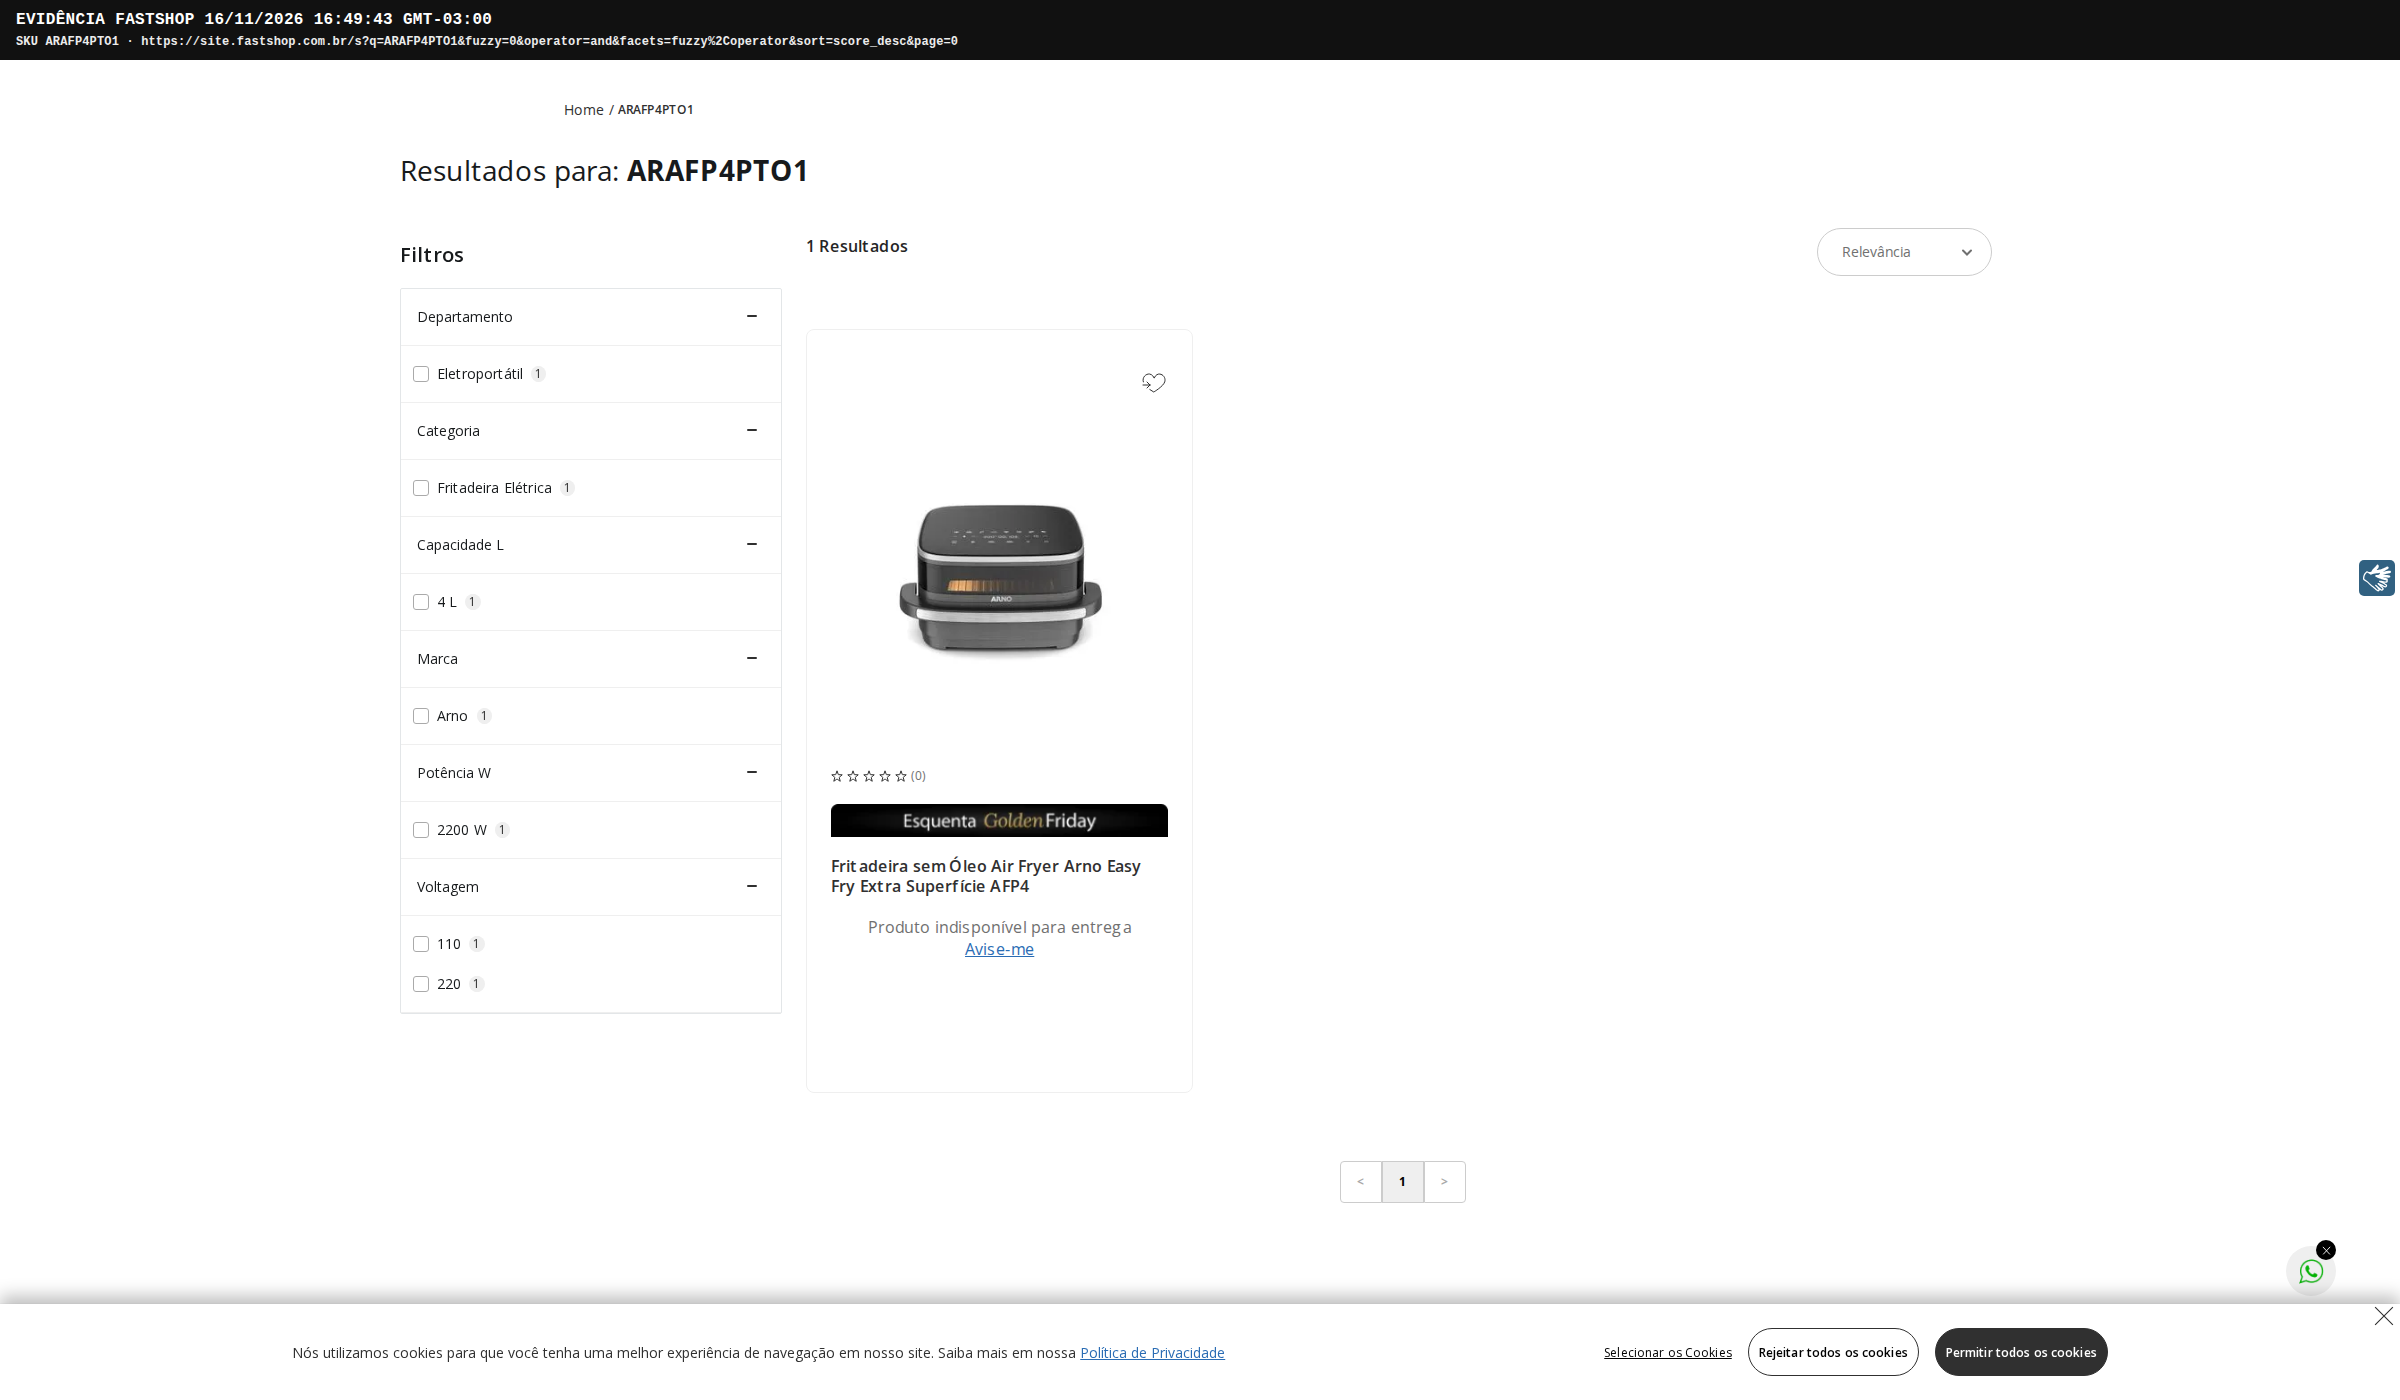 EVIDÊNCIA FASTSHOP 16/11/2026 16:49:43 GMT-03:00
SKU ARAFP4PTO1 · https://site.fastshop.com.br/s?q=ARAFP4PTO1&fuzzy=0&operator=and&facets=fuzzy%2Coperator&sort=score_desc&page=0
Home / ARAFP4PTO1
Resultados para: ARAFP4PTO1
Filtros
1 Resultados
Relevância
Departamento
Eletroportátil 1
Categoria
Fritadeira Elétrica 1
Capacidade L
4 L 1
Marca
Arno 1
Potência W
2200 W 1
Voltagem
110 1
220 1
ARNO
(0)
Esquenta Golden Friday
Fritadeira sem Óleo Air Fryer Arno Easy
Fry Extra Superfície AFP4
Produto indisponível para entrega
Avise-me
< 1 >
Nós utilizamos cookies para que você tenha uma melhor experiência de navegação em nosso site. Saiba mais em nossa Política de Privacidade
Selecionar os Cookies
Rejeitar todos os cookies
Permitir todos os cookies